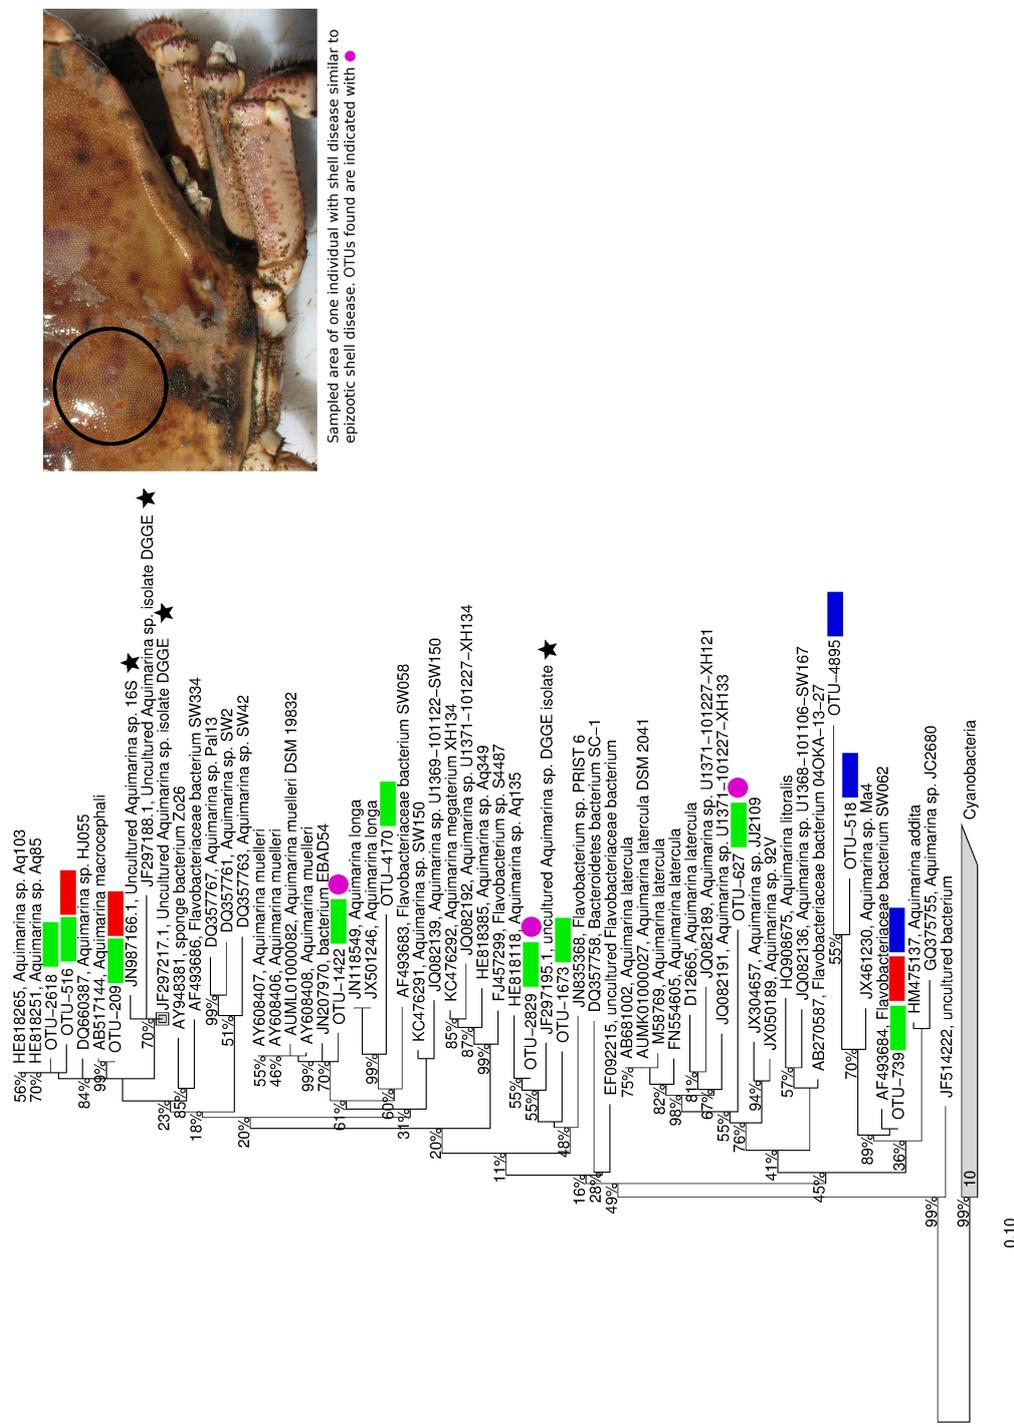 Sampled area of one individual with shell disease similar to
epizootic shell disease. OTUs found are indicated with
56% HE818265, Aquimarina sp. Aq103
70% HE818251, Aquimarina sp. Aq85
OTU−2618
OTU−516
84% DQ660387, Aquimarina sp. HJ055
99% AB517144, Aquimarina macrocephali
OTU−209
JN987166.1, Uncultured Aquimarina sp. 16S
70% JF297188.1, Uncultured Aquimarina sp. isolate DGGE
JF297217.1, Uncultured Aquimarina sp. isolate DGGE
23%
85% AY948381, sponge bacterium Zo26
18% AF493686, Flavobacteriaceae bacterium SW334
99% DQ357767, Aquimarina sp. Pal13
51% DQ357761, Aquimarina sp. SW2
DQ357763, Aquimarina sp. SW42
20%
55% AY608407, Aquimarina muelleri
46% AY608406, Aquimarina muelleri
AUML01000082, Aquimarina muelleri DSM 19832
99% AY608408, Aquimarina muelleri
70% JN207970, bacterium EBAD54
61% OTU−1422
JN118549, Aquimarina longa
99% JX501246, Aquimarina longa
60% OTU−4170
31% AF493683, Flavobacteriaceae bacterium SW058
KC476291, Aquimarina sp. SW150
20% JQ082139, Aquimarina sp. U1369−101122−SW150
85% KC476292, Aquimarina megaterium XH134
87% JQ082192, Aquimarina sp. U1371−101227−XH134
99% HE818385, Aquimarina sp. Aq349
11% FJ457299, Flavobacterium sp. S4487
55% HE818118, Aquimarina sp. Aq135
55% OTU−2829
JF297195.1, uncultured Aquimarina sp. DGGE isolate
48% OTU−1673
16% JN835368, Flavobacterium sp. PRIST 6
28% DQ357758, Bacteroidetes bacterium SC−1
49% EF092215, uncultured Flavobacteriaceae bacterium
75% AB681002, Aquimarina latercula
AUMK01000027, Aquimarina latercula DSM 2041
82% M58769, Aquimarina latercula
98% FN554605, Aquimarina latercula
81% D12665, Aquimarina latercula
67% JQ082189, Aquimarina sp. U1371−101227−XH121
55% JQ082191, Aquimarina sp. U1371−101227−XH133
76% OTU−627
94% JX304657, Aquimarina sp. JJ2109
JX050189, Aquimarina sp. 92V
41%
57% HQ908675, Aquimarina litoralis
JQ082136, Aquimarina sp. U1368−101106−SW167
45% AB270587, Flavobacteriaceae bacterium 04OKA−13−27
55% OTU−4895
70% OTU−518
89% JX461230, Aquimarina sp. Ma4
AF493684, Flavobacteriaceae bacterium SW062
36% OTU−739
HM475137, Aquimarina addita
GQ375755, Aquimarina sp. JC2680
99% JF514222, uncultured bacterium
99% 10 Cyanobacteria
0.10